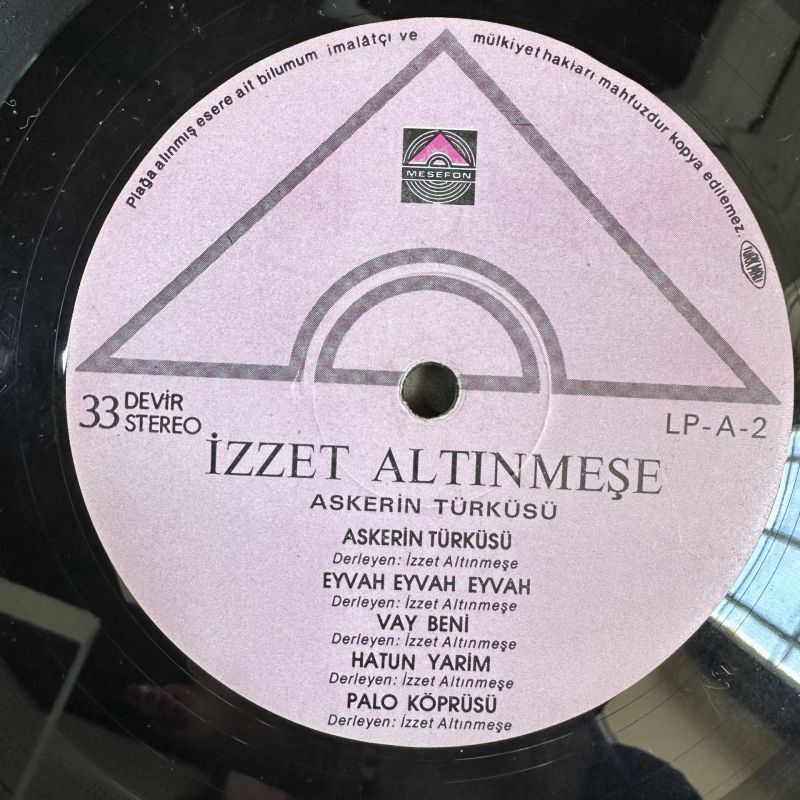 Plağa alınmış esere ait bilumum imalâtçı ve mülkiyet hakları mahfuzdur kopya edilemez.
MESEFON
33 DEVİR STEREO
LP-A-2
İZZET ALTINMEŞE
ASKERİN TÜRKÜSÜ
ASKERİN TÜRKÜSÜ
Derleyen: İzzet Altınmeşe
EYVAH EYVAH EYVAH
Derleyen: İzzet Altınmeşe
VAY BENİ
Derleyen: İzzet Altınmeşe
HATUN YARİM
Derleyen: İzzet Altınmeşe
PALO KÖPRÜSÜ
Derleyen: İzzet Altınmeşe